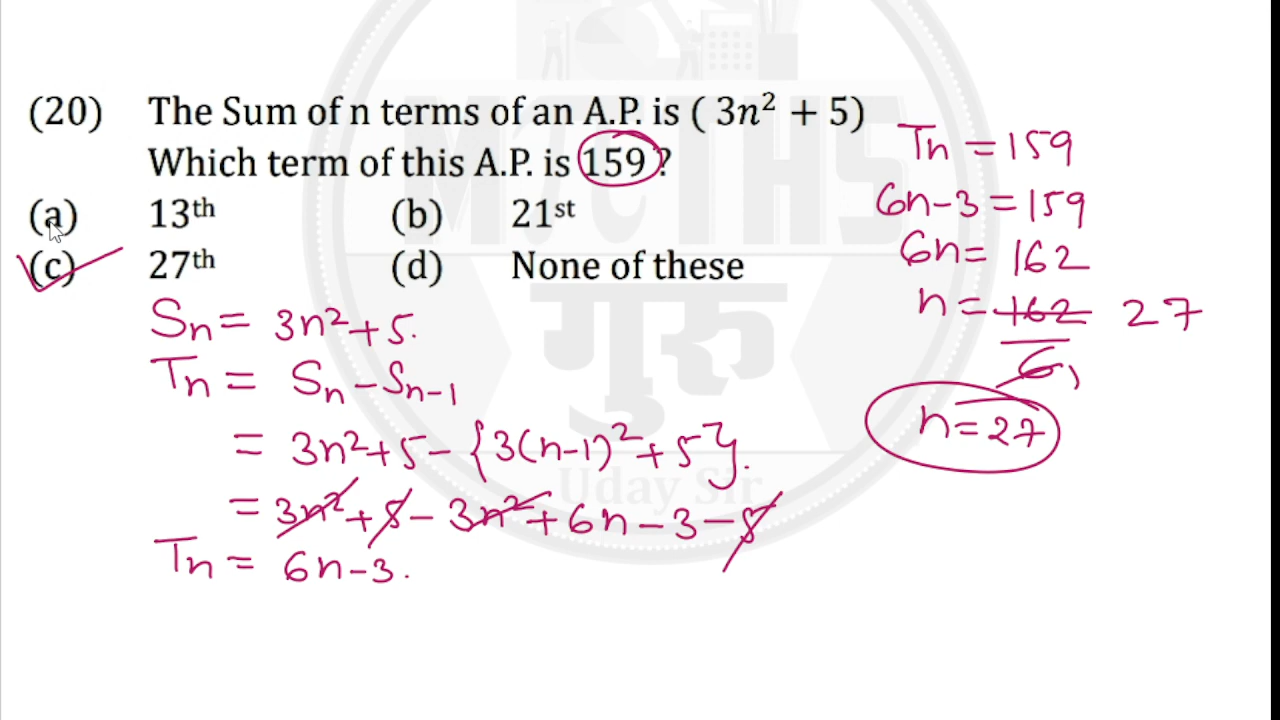 (20) The Sum of n terms of an A.P. is ( 3n² + 5)
Which term of this A.P. is 159 ?
(a) 13th (b) 21st
(c) 27th (d) None of these
Sn = 3n²+5.
Tn = Sn - Sn-1
= 3n²+5 - {3(n-1)²+5}.
= 3n²+5 - 3n²+6n-3-5
Tn = 6n-3.
Tn = 159
6n-3 = 159
6n = 162
n = 162/6, 27
n = 27
MATHS
गुरु
Uday Sir